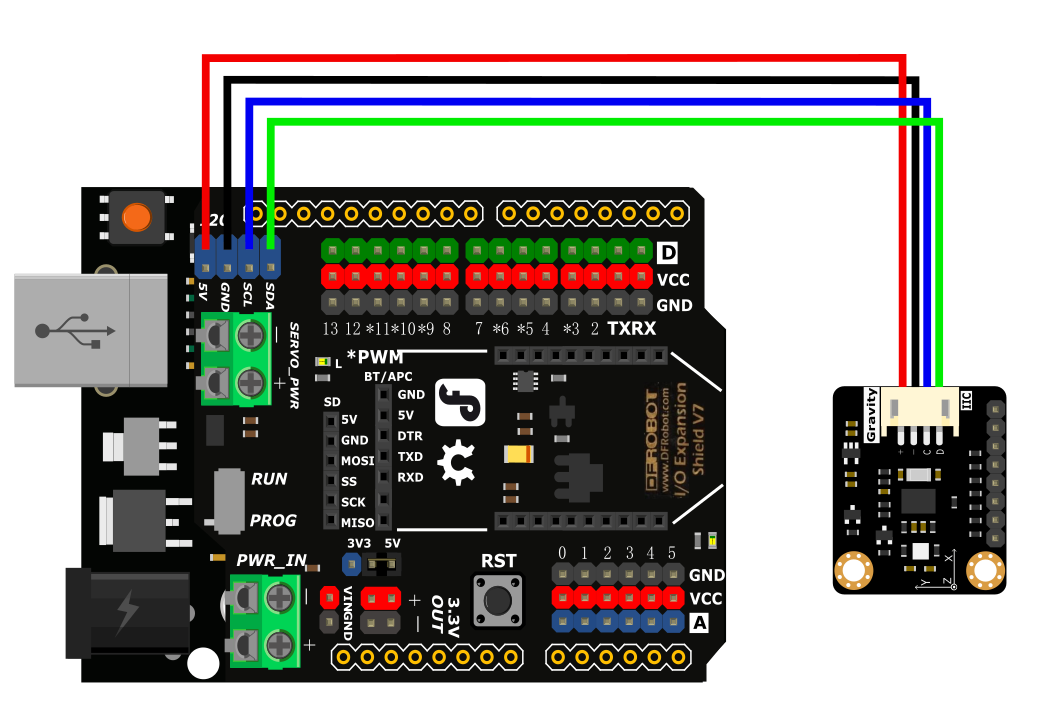 2C
5V
GND
SCL
SDA
D
VCC
GND
13 12 *11 *10 *9 8 7 *6 *5 4 *3 2 TXRX
SERVO_PWR
−
+
L
*PWM
BT/APC
GND
5V
DTR
TXD
RXD
SD
5V
GND
MOSI
SS
SCK
MISO
DFROBOT
www.DFRobot.com
I/O Expansion
Shield V7
RUN
PROG
3V3 5V
PWR_IN
−
+
VIN
GND
+
−
3.3V
OUT
RST
0 1 2 3 4 5
GND
VCC
A
Gravity
IIC
+
−
C
D
X
Y
Z